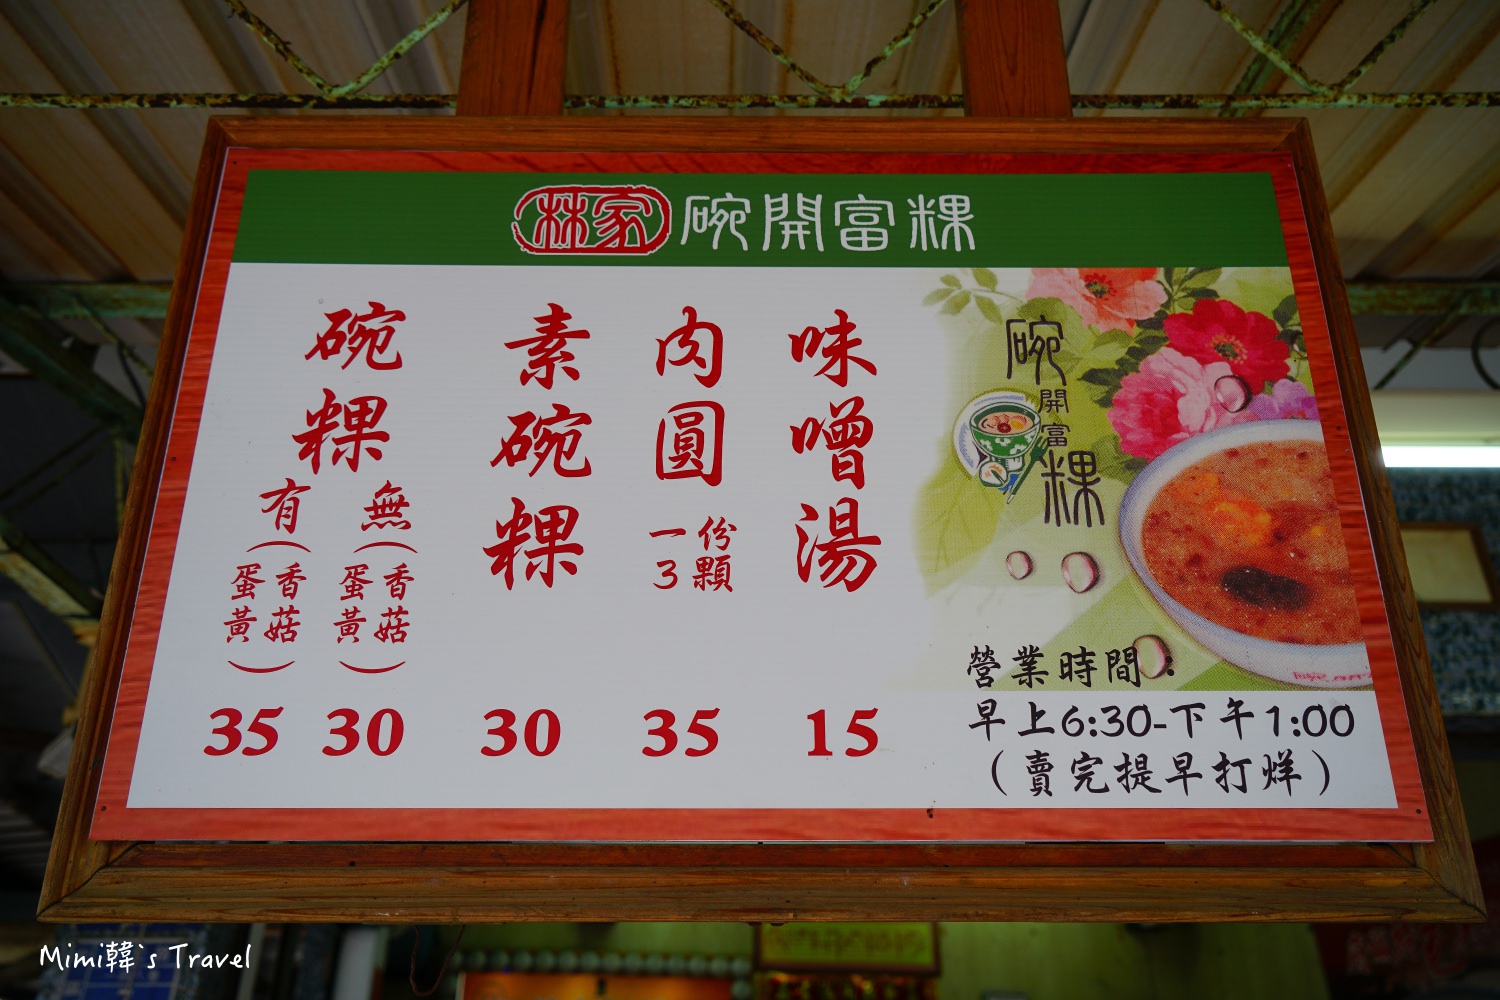 林家 碗開富粿
碗粿
有(香菇蛋黃)
35
無(香菇蛋黃)
30
素碗粿
30
肉圓
一份
3顆
35
味噌湯
15
碗開富粿
營業時間：
早上6:30-下午1:00
（賣完提早打烊）
Mimi韓's Travel